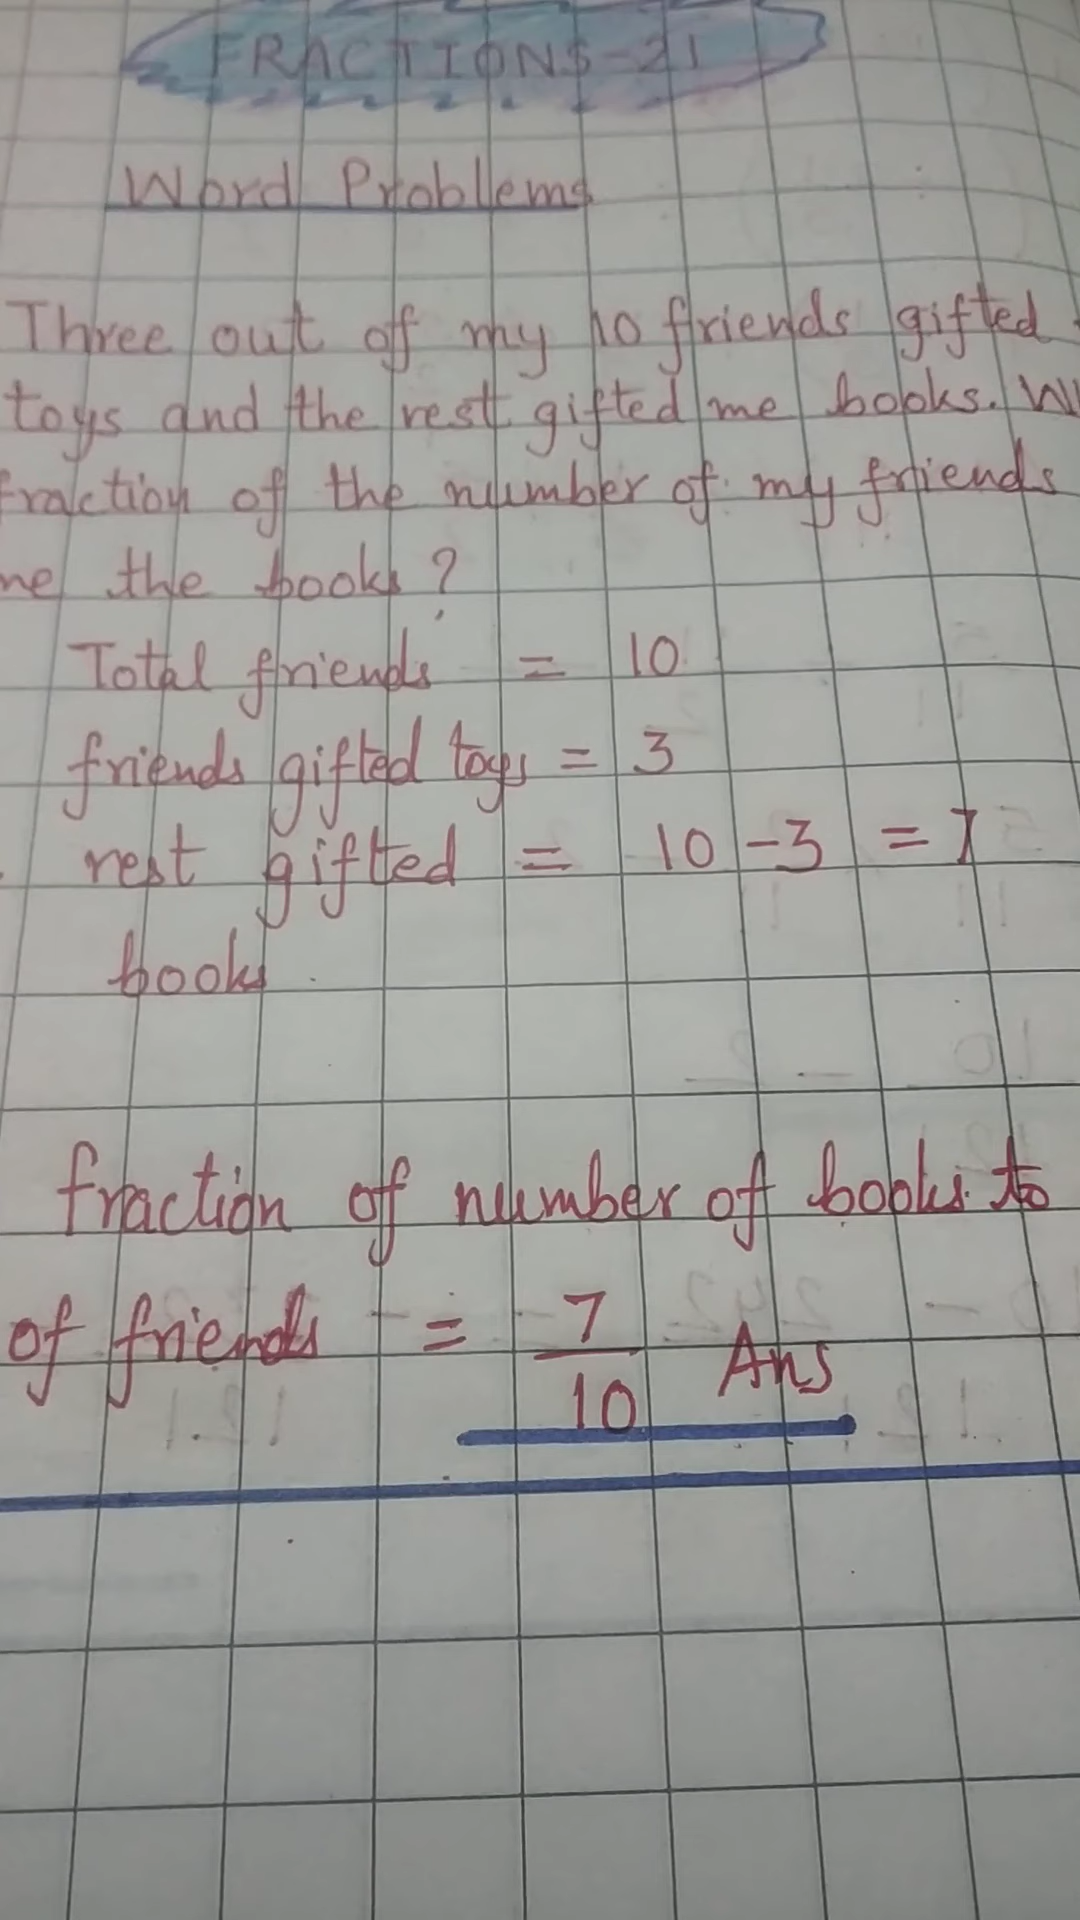 FRACTIONS-21
Word Probllems
Three out of my 10 friends gifted
toys and the rest gifted me books.
fraction of the number of my friends
me the books?
Total friends = 10
friends gifted toys = 3
rest gifted = 10 - 3 = 7
books
fraction of number of books to
of friends = 7/10 Ans